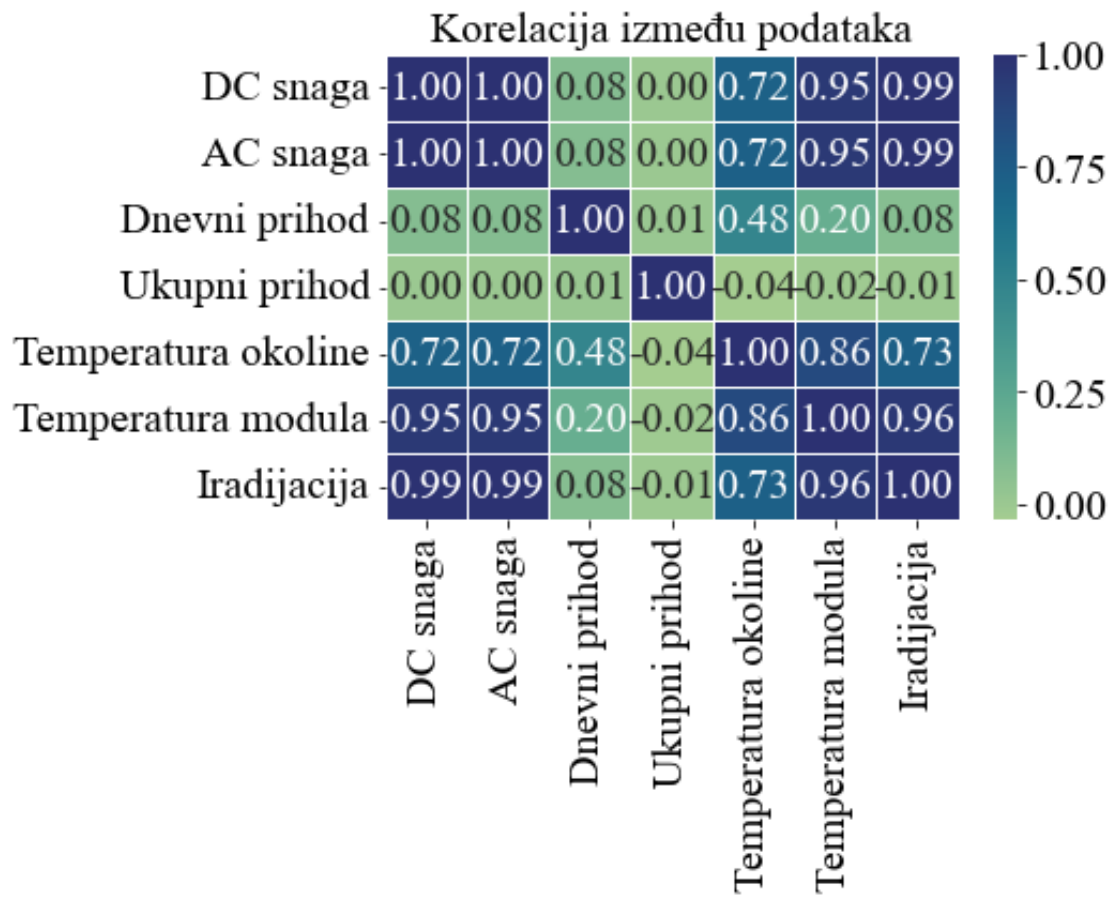 Korelacija između podataka
DC snaga 1.00 1.00 0.08 0.00 0.72 0.95 0.99
AC snaga 1.00 1.00 0.08 0.00 0.72 0.95 0.99
Dnevni prihod 0.08 0.08 1.00 0.01 0.48 0.20 0.08
Ukupni prihod 0.00 0.00 0.01 1.00 -0.04 -0.02 -0.01
Temperatura okoline 0.72 0.72 0.48 -0.04 1.00 0.86 0.73
Temperatura modula 0.95 0.95 0.20 -0.02 0.86 1.00 0.96
Iradijacija 0.99 0.99 0.08 -0.01 0.73 0.96 1.00
DC snaga
AC snaga
Dnevni prihod
Ukupni prihod
Temperatura okoline
Temperatura modula
Iradijacija
1.00
0.75
0.50
0.25
0.00